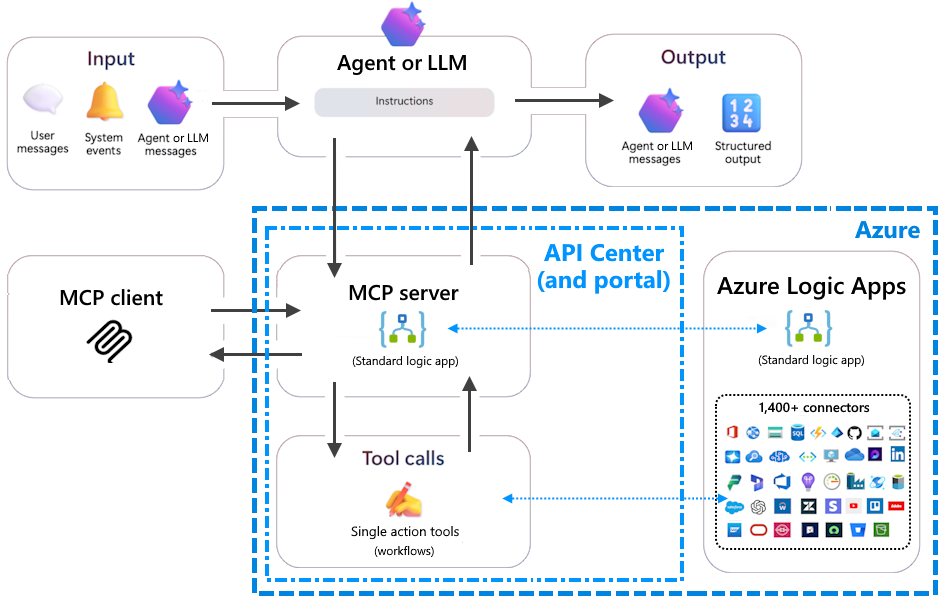 Input
User
messages
System
events
Agent or LLM
messages
Agent or LLM
Instructions
Output
Agent or LLM
messages
Structured
output
1 2
3 4
Azure
API Center
(and portal)
MCP client
MCP server
(Standard logic app)
Azure Logic Apps
(Standard logic app)
1,400+ connectors
SQL
in
Tool calls
Single action tools
(workflows)